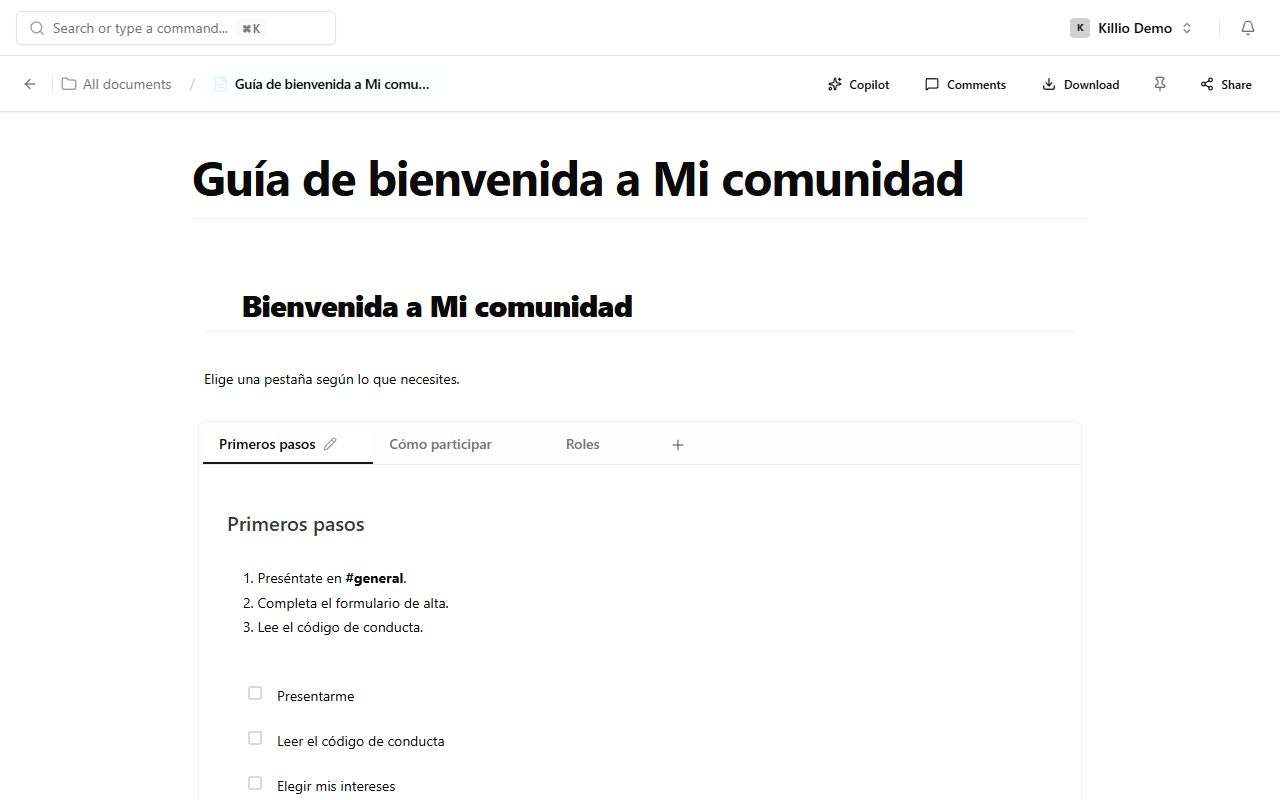 Search or type a command... ⌘K
K Killio Demo
All documents / Guía de bienvenida a Mi comu...
Copilot
Comments
Download
Share
Guía de bienvenida a Mi comunidad
Bienvenida a Mi comunidad
Elige una pestaña según lo que necesites.
Primeros pasos
Cómo participar
Roles
Primeros pasos
1. Preséntate en #general.
2. Completa el formulario de alta.
3. Lee el código de conducta.
Presentarme
Leer el código de conducta
Elegir mis intereses